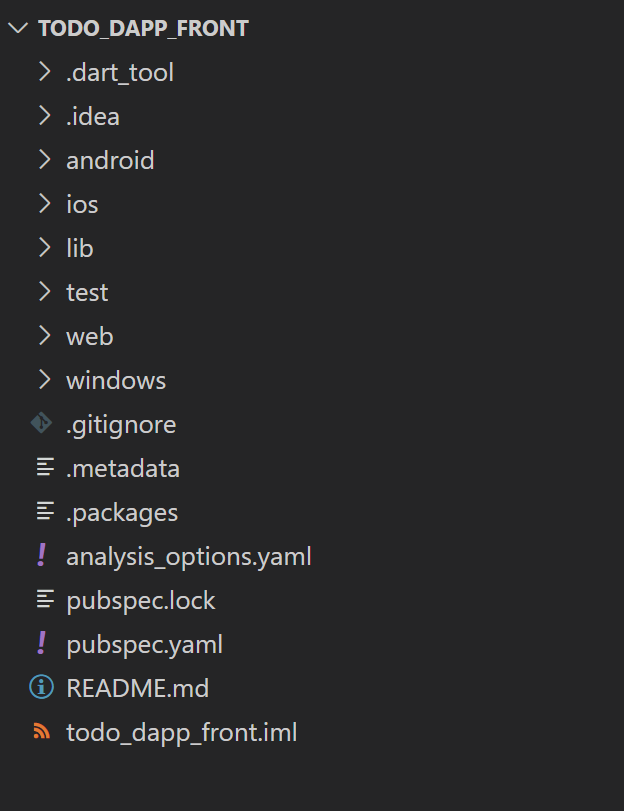 TODO_DAPP_FRONT
.dart_tool
.idea
android
ios
lib
test
web
windows
.gitignore
.metadata
.packages
analysis_options.yaml
pubspec.lock
pubspec.yaml
README.md
todo_dapp_front.iml